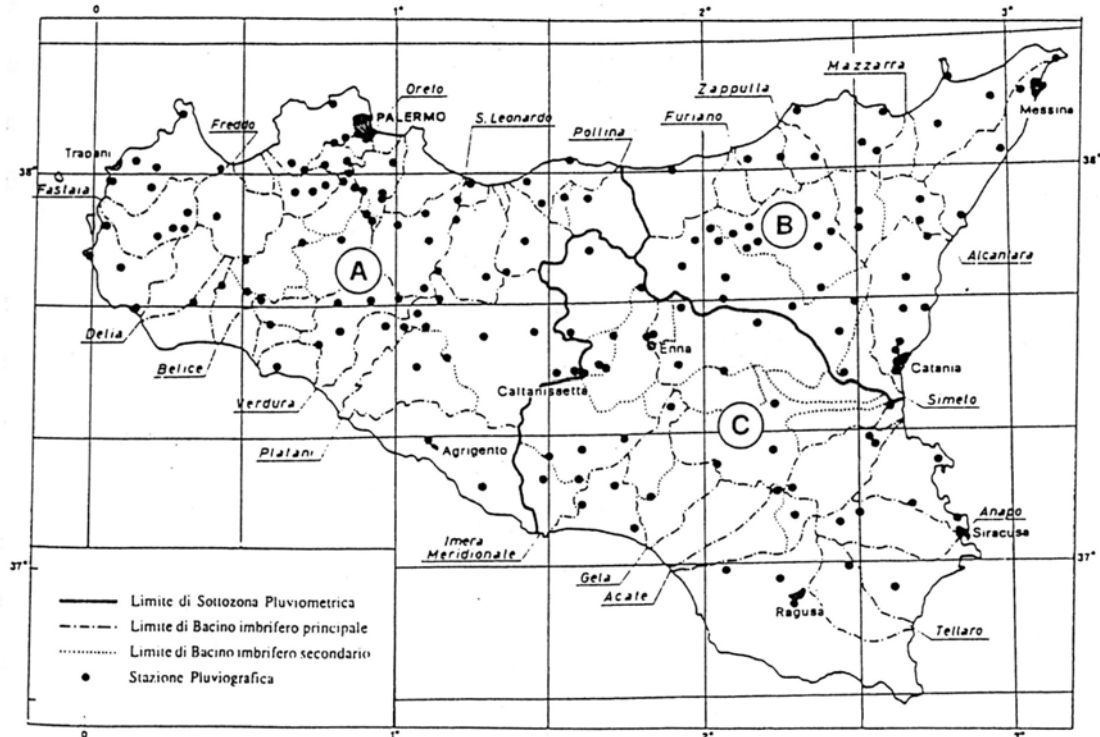 0 1° 2° 3°
Mazzarra
Zappulla
Oreto
Messina
Freddo
PALERMO
S. Leonardo
Furiano
Pollina
Trapani
38°
38°
Fastaia
B
A
Alcantara
Delia
Enna
Belice
Catania
Caltanissetta
Verdura
Simeto
C
Platani
Agrigento
Anapo
Siracusa
Imera
Meridionale
37°
37°
Gela
Acate
Ragusa
Tellaro
Limite di Sottozona Pluviometrica
Limite di Bacino imbrifero principale
Limite di Bacino imbrifero secondario
Stazione Pluviografica
0 1° 2° 3°